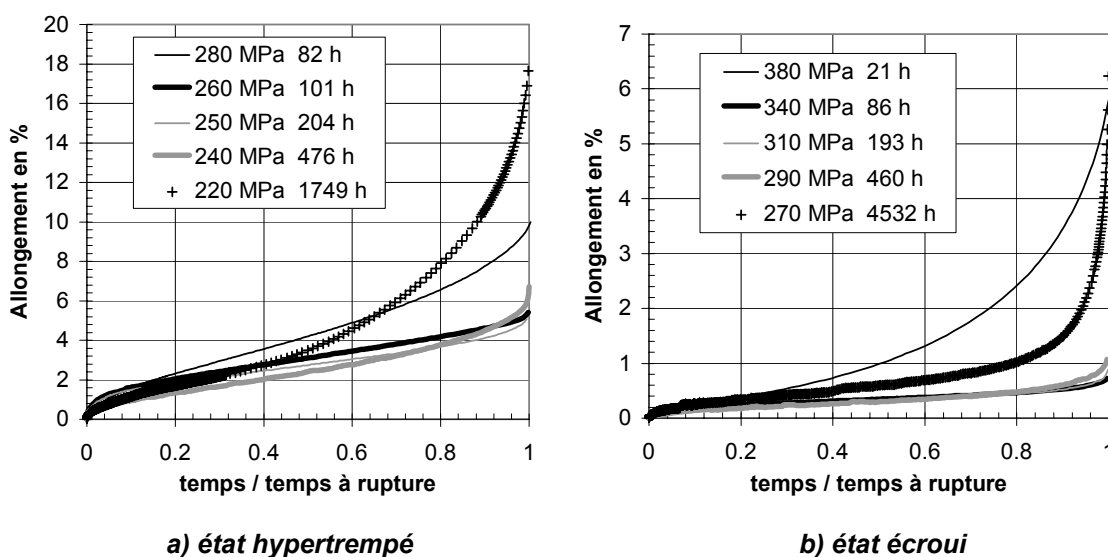 20
18
16
14
12
10
8
6
4
2
0
Allongement en %
280 MPa 82 h
260 MPa 101 h
250 MPa 204 h
240 MPa 476 h
220 MPa 1749 h
0
0.2
0.4
0.6
0.8
1
temps / temps à rupture
a) état hypertrempé
7
6
5
4
3
2
1
0
Allongement en %
380 MPa 21 h
340 MPa 86 h
310 MPa 193 h
290 MPa 460 h
270 MPa 4532 h
0
0.2
0.4
0.6
0.8
1
temps / temps à rupture
b) état écroui